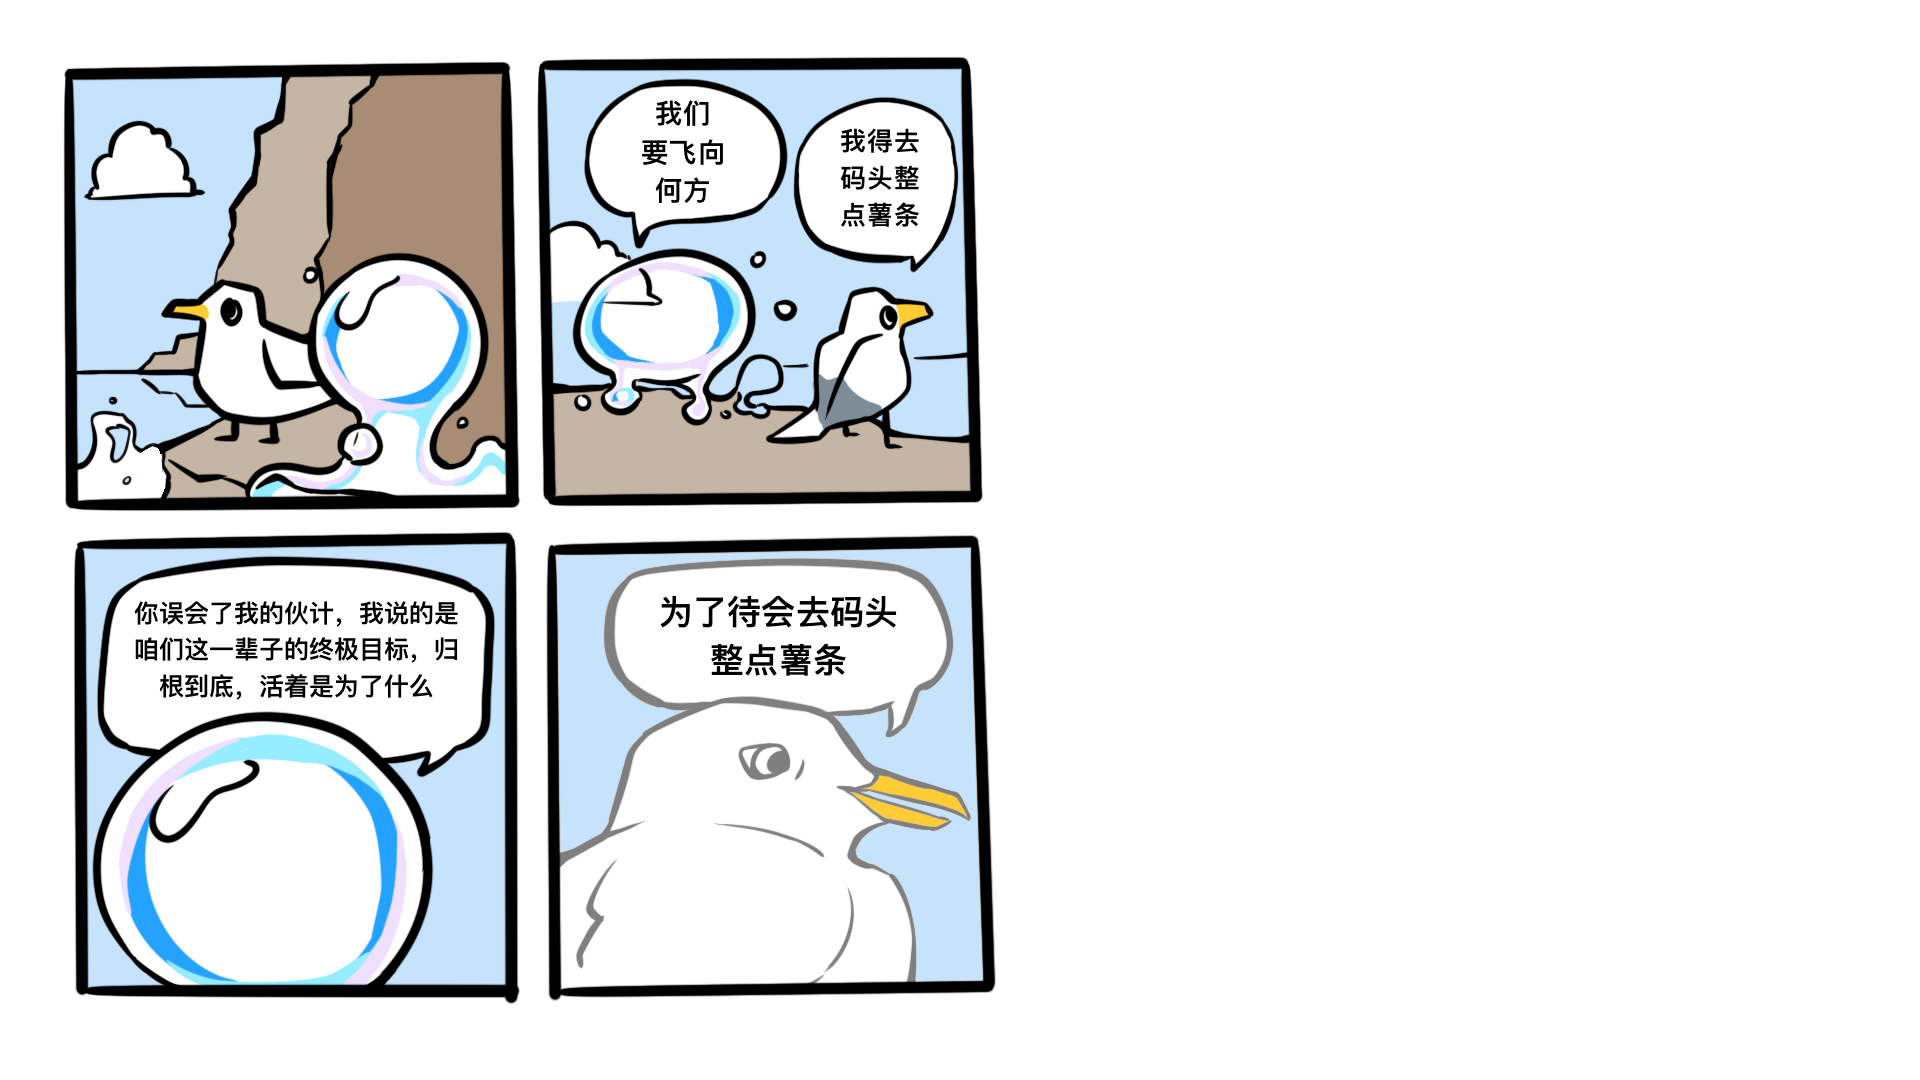 我们
要飞向
何方
我得去
码头整
点薯条
你误会了我的伙计，我说的是
咱们这一辈子的终极目标，归
根到底，活着是为了什么
为了待会去码头
整点薯条